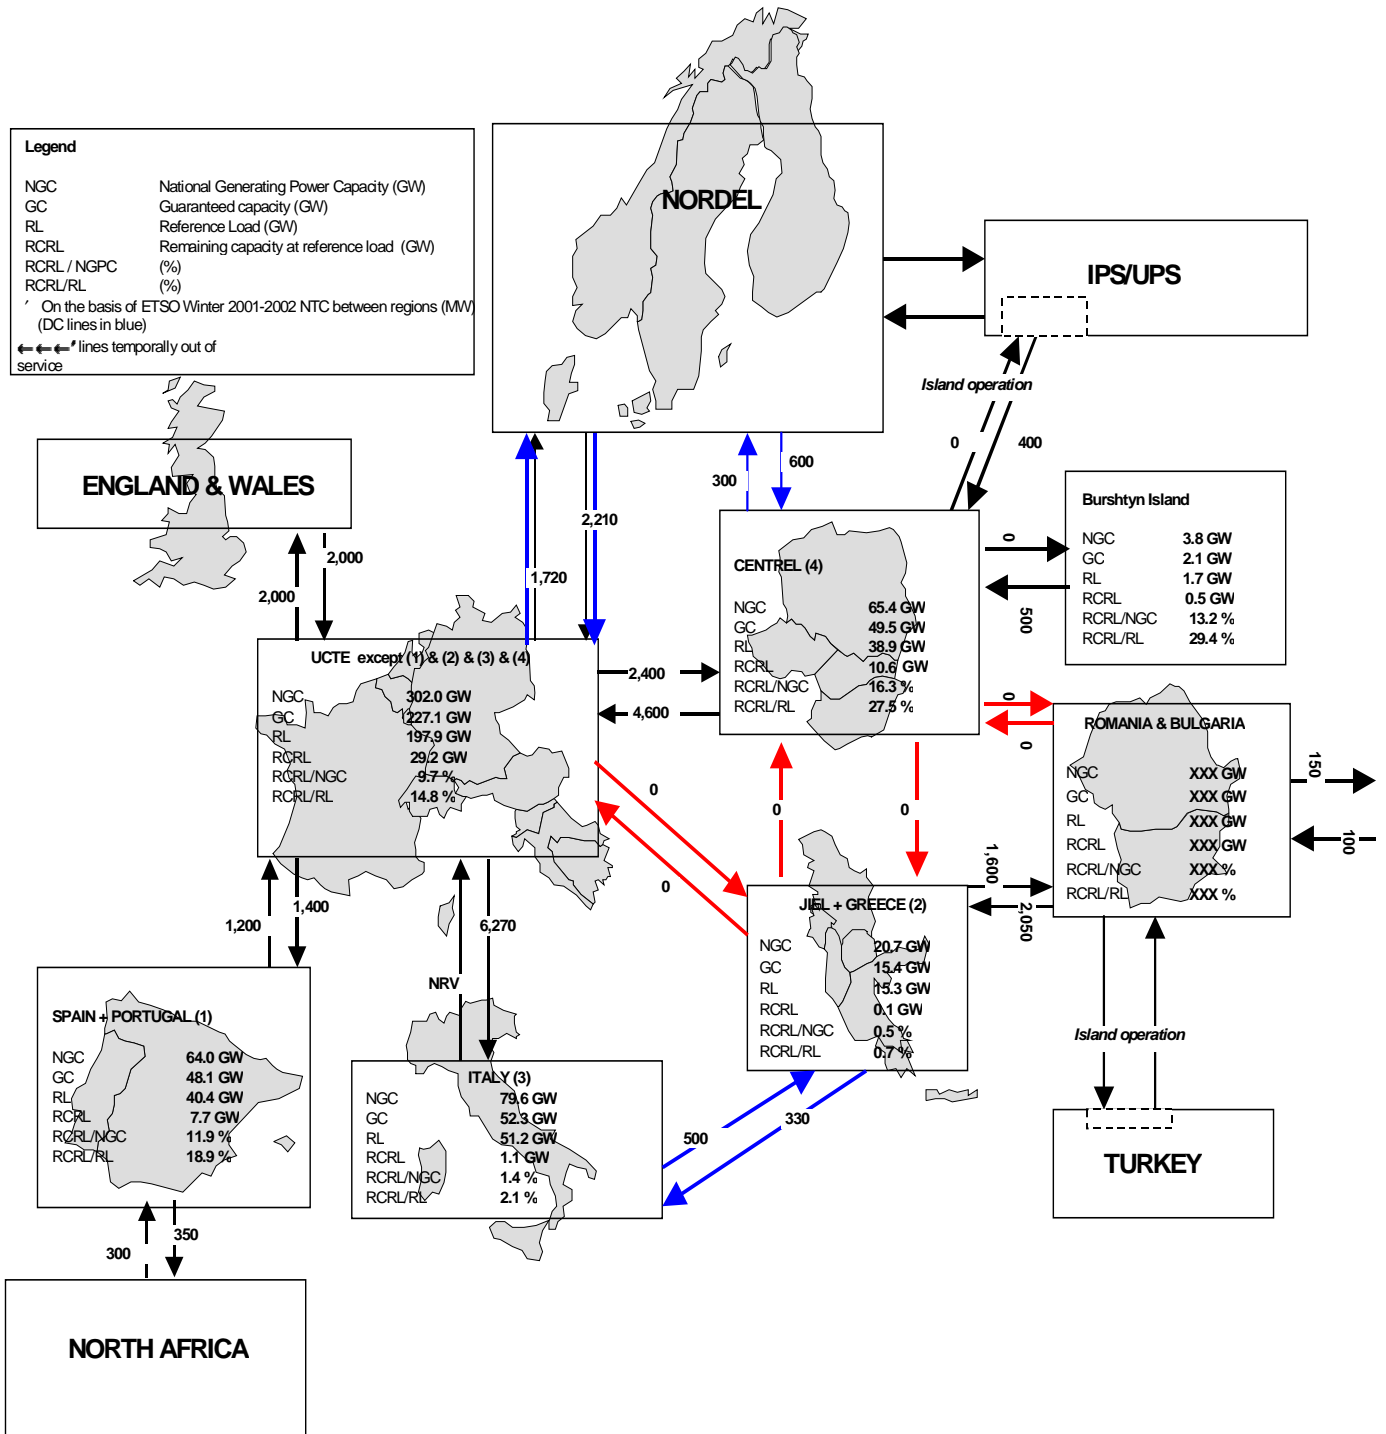 Legend
NGC National Generating Power Capacity (GW)
GC Guaranteed capacity (GW)
RL Reference Load (GW)
RCRL Remaining capacity at reference load (GW)
RCRL / NGPC (%)
RCRL/RL (%)
' On the basis of ETSO Winter 2001-2002 NTC between regions (MW)
(DC lines in blue)
lines temporally out of
service
NORDEL
IPS/UPS
Island operation
0
400
ENGLAND & WALES
2,000
2,000
1,720
2,210
300
600
Burshtyn Island
NGC 3.8 GW
GC 2.1 GW
RL 1.7 GW
RCRL 0.5 GW
RCRL/NGC 13.2 %
RCRL/RL 29.4 %
0
500
CENTREL (4)
NGC 65.4 GW
GC 49.5 GW
RL 38.9 GW
RCRL 10.6 GW
RCRL/NGC 16.3 %
RCRL/RL 27.5 %
UCTE except (1) & (2) & (3) & (4)
NGC 302.0 GW
GC 227.1 GW
RL 197.9 GW
RCRL 29.2 GW
RCRL/NGC 9.7 %
RCRL/RL 14.8 %
2,400
4,600
0
0
ROMANIA & BULGARIA
NGC XXX GW
GC XXX GW
RL XXX GW
RCRL XXX GW
RCRL/NGC XXX %
RCRL/RL XXX %
150
100
0
0
0
0
1,600
2,050
JIEL + GREECE (2)
NGC 20.7 GW
GC 15.4 GW
RL 15.3 GW
RCRL 0.1 GW
RCRL/NGC 0.5 %
RCRL/RL 0.7 %
1,200
1,400
NRV
6,270
SPAIN + PORTUGAL (1)
NGC 64.0 GW
GC 48.1 GW
RL 40.4 GW
RCRL 7.7 GW
RCRL/NGC 11.9 %
RCRL/RL 18.9 %
ITALY (3)
NGC 79.6 GW
GC 52.3 GW
RL 51.2 GW
RCRL 1.1 GW
RCRL/NGC 1.4 %
RCRL/RL 2.1 %
500
330
Island operation
TURKEY
300
350
NORTH AFRICA